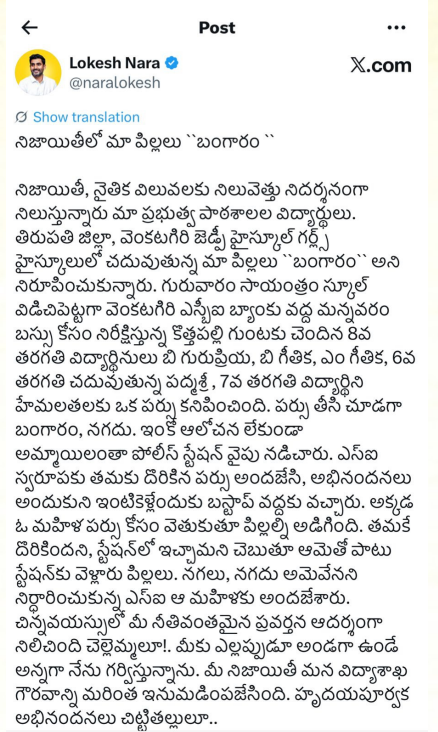 Post
Lokesh Nara
@naralokesh
X.com
Show translation
నిజాయితీలో మా పిల్లలు ``బంగారం ``
నిజాయితీ, నైతిక విలువలకు నిలువెత్తు నిదర్శనంగా
నిలుస్తున్నారు మా ప్రభుత్వ పాఠశాలల విద్యార్థులు.
తిరుపతి జిల్లా, వెంకటగిరి జెడ్పీ హైస్కూల్ గర్ల్స్
హైస్కూలులో చదువుతున్న మా పిల్లలు ``బంగారం`` అని
నిరూపించుకున్నారు. గురువారం సాయంత్రం స్కూల్
విడిచిపెట్టగా వెంకటగిరి ఎస్బీఐ బ్యాంకు వద్ద మన్నవరం
బస్సు కోసం నిరీక్షిస్తున్న కొత్తపల్లి గుంటకు చెందిన 8వ
తరగతి విద్యార్థినులు బి గురుప్రియ, బి గీతిక, ఎం గీతిక, 6వ
తరగతి చదువుతున్న పద్మశ్రీ , 7వ తరగతి విద్యార్థిని
హేమలతలకు ఒక పర్సు కనిపించింది. పర్సు తీసి చూడగా
బంగారం, నగదు. ఇంకో ఆలోచన లేకుండా
అమ్మాయిలంతా పోలీస్ స్టేషన్ వైపు నడిచారు. ఎస్ఐ
స్వరూపకు తమకు దొరికిన పర్సు అందజేసి, అభినందనలు
అందుకుని ఇంటికెళ్లేందుకు బస్టాప్ వద్దకు వచ్చారు. అక్కడ
ఓ మహిళ పర్సు కోసం వెతుకుతూ పిల్లల్ని అడిగింది. తమకే
దొరికిందని, స్టేషన్‌లో ఇచ్చామని చెబుతూ ఆమెతో పాటు
స్టేషన్‌కు వెళ్లారు పిల్లలు. నగలు, నగదు అమెవేనని
నిర్ధారించుకున్న ఎస్ఐ ఆ మహిళకు అందజేశారు.
చిన్నవయస్సులో మీ నీతివంతమైన ప్రవర్తన ఆదర్శంగా
నిలిచింది చెల్లెమ్మలూ!. మీకు ఎల్లప్పుడూ అండగా ఉండే
అన్నగా నేను గర్విస్తున్నాను. మీ నిజాయితీ మన విద్యాశాఖ
గౌరవాన్ని మరింత ఇనుమడింపజేసింది. హృదయపూర్వక
అభినందనలు చిట్టితల్లులూ..